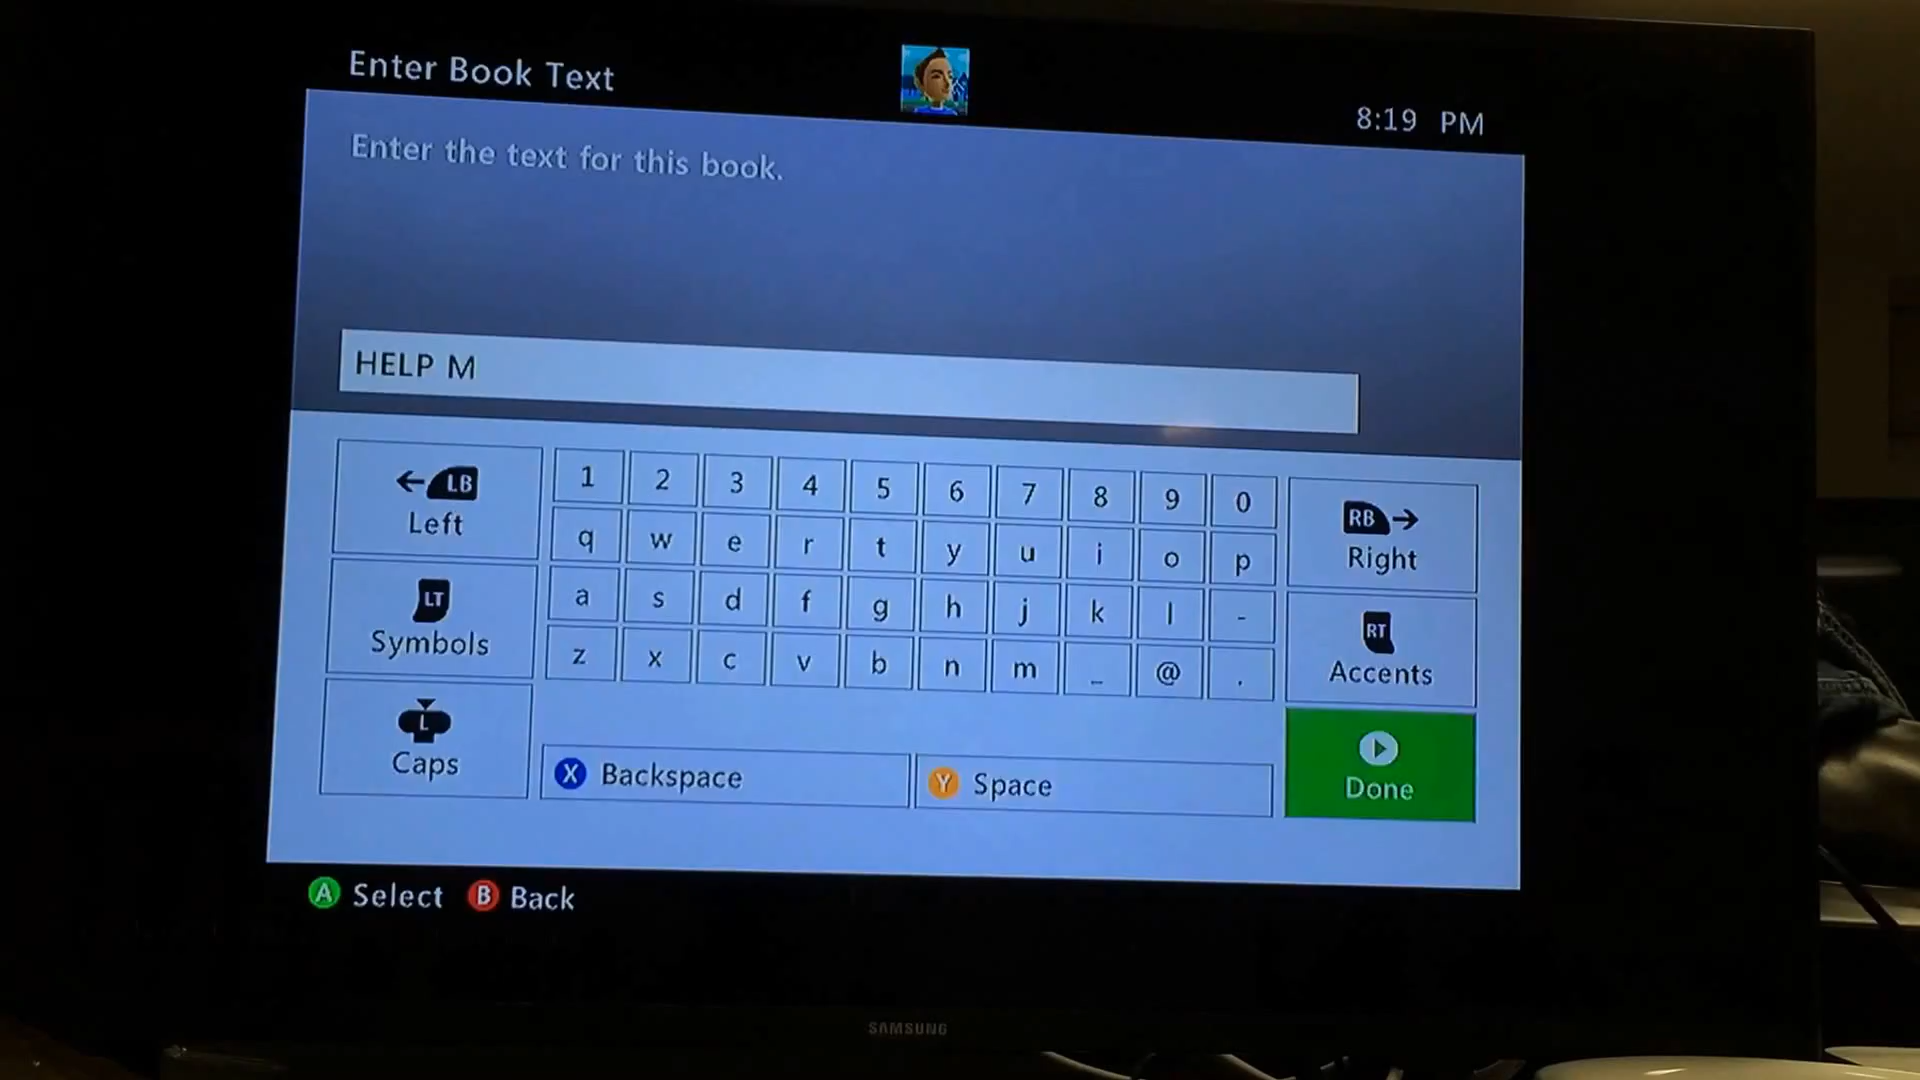 Enter Book Text
8:19 PM
Enter the text for this book.
HELP M
LB
Left
1 2 3 4 5 6 7 8 9 0
RB
Right
q w e r t y u i o p
LT
Symbols
a s d f g h j k l -
RT
Accents
z x c v b n m _ @ .
L
Caps
X Backspace
Y Space
Done
A Select B Back
SAMSUNG